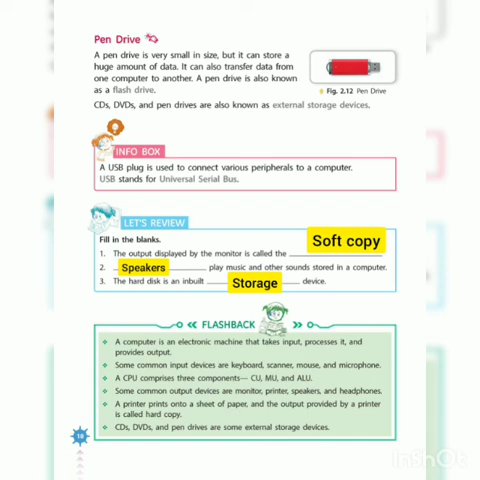 Pen Drive
A pen drive is very small in size, but it can store a
huge amount of data. It can also transfer data from
one computer to another. A pen drive is also known
as a flash drive.
Fig. 2.12 Pen Drive
CDs, DVDs, and pen drives are also known as external storage devices.
INFO BOX
A USB plug is used to connect various peripherals to a computer.
USB stands for Universal Serial Bus.
LET'S REVIEW
Fill in the blanks.
1. The output displayed by the monitor is called the Soft copy
2. Speakers play music and other sounds stored in a computer.
3. The hard disk is an inbuilt Storage device.
FLASHBACK
A computer is an electronic machine that takes input, processes it, and
provides output.
Some common input devices are keyboard, scanner, mouse, and microphone.
A CPU comprises three components— CU, MU, and ALU.
Some common output devices are monitor, printer, speakers, and headphones.
A printer prints onto a sheet of paper, and the output provided by a printer
is called hard copy.
CDs, DVDs, and pen drives are some external storage devices.
18
InShOt